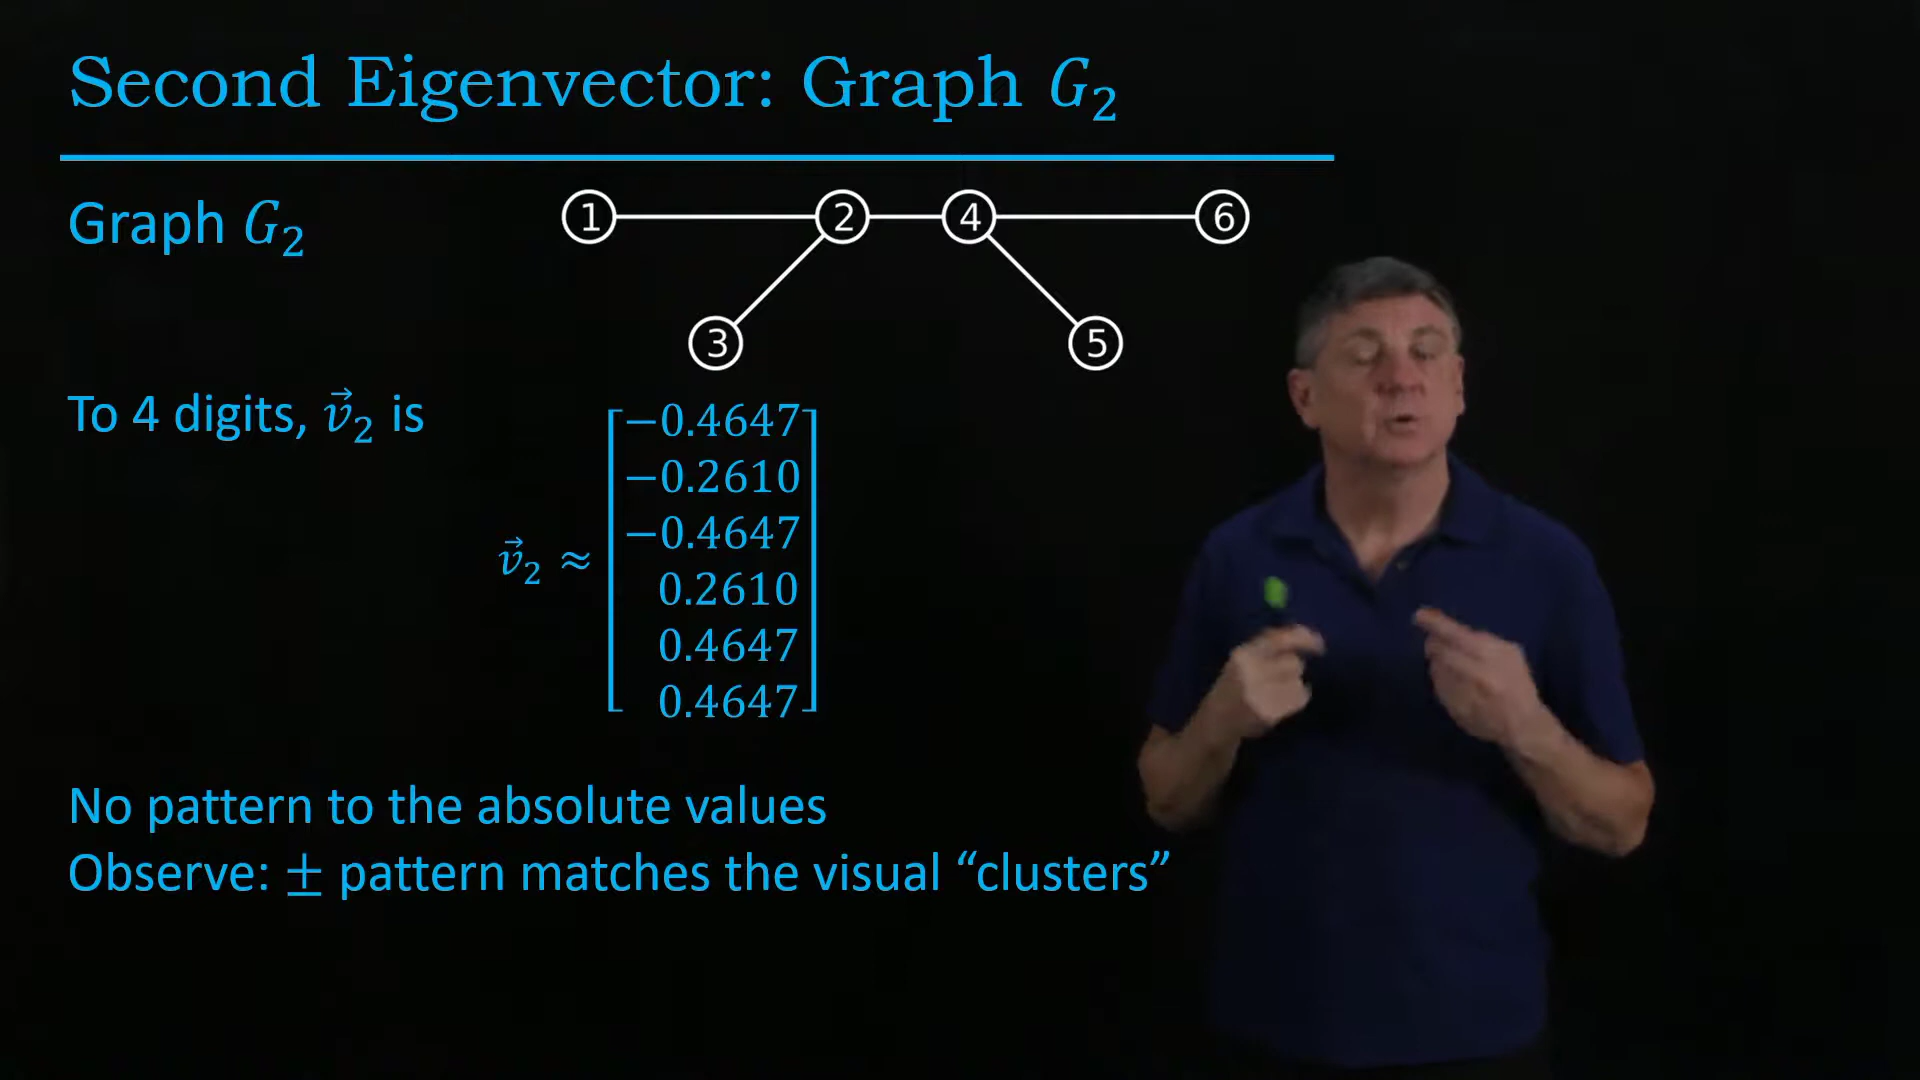 Second Eigenvector: Graph G₂
Graph G₂
1 2 4 6
3 5
To 4 digits, v⃗₂ is
v⃗₂ ≈
−0.4647
−0.2610
−0.4647
0.2610
0.4647
0.4647
No pattern to the absolute values
Observe: ± pattern matches the visual “clusters”